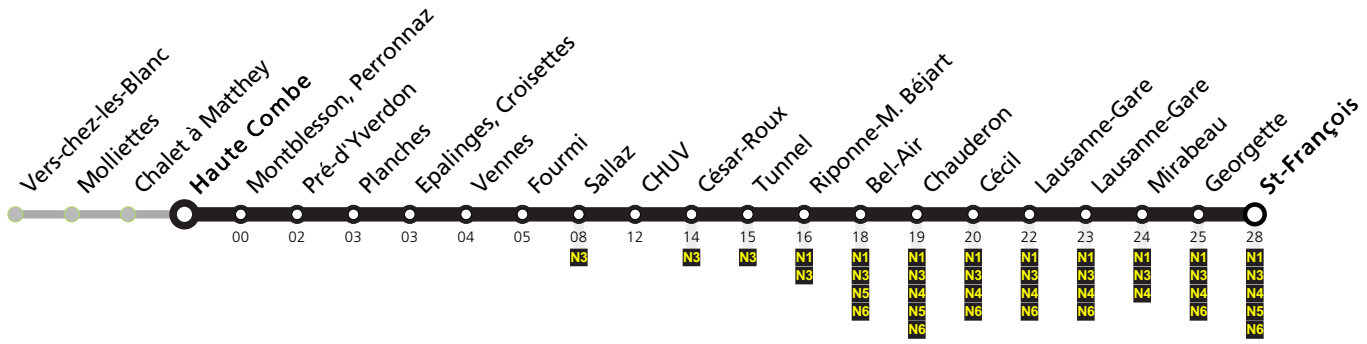 Vers-chez-les-Blanc
Molliettes
Chalet à Matthey
Haute Combe
Montblesson, Perronnaz
Pré-d'Yverdon
Planches
Epalinges, Croisettes
Vennes
Fourmi
Sallaz
CHUV
César-Roux
Tunnel
Riponne-M. Béjart
Bel-Air
Chauderon
Cécil
Lausanne-Gare
Lausanne-Gare
Mirabeau
Georgette
St-François
00 02 03 03 04 05 08 12 14 15 16 18 19 20 22 23 24 25 28
N3 N3 N3 N1 N1 N1 N1 N1 N1 N1 N1 N1
N3 N3 N3 N3 N3 N3 N3 N3 N3
N5 N4 N4 N4 N4 N4 N4 N4
N6 N5 N6 N6 N6 N6 N5
N6 N6